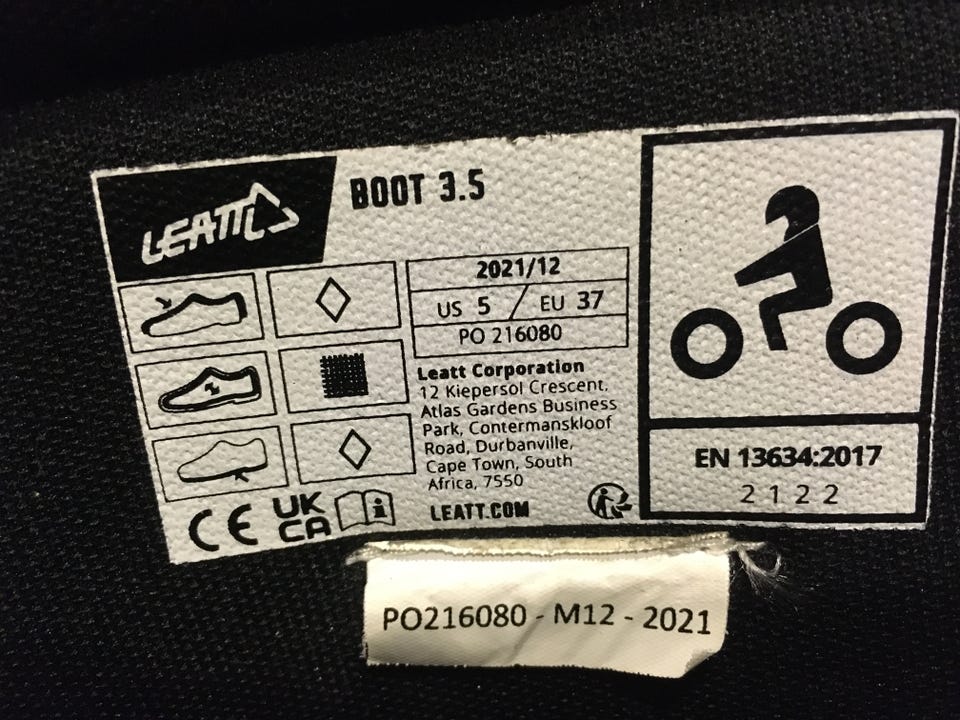 LEATT
BOOT 3.5
2021/12
US 5 / EU 37
PO 216080
Leatt Corporation
12 Kiepersol Crescent,
Atlas Gardens Business
Park, Contermanskloof
Road, Durbanville,
Cape Town, South
Africa, 7550
LEATT.COM
CE
UK
CA
i
EN 13634:2017
2 1 2 2
PO216080 - M12 - 2021